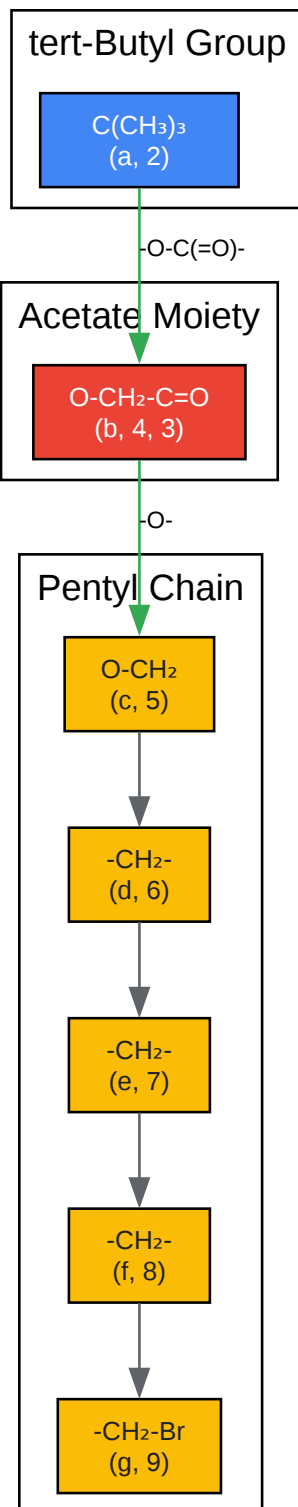 tert-Butyl Group
C(CH₃)₃
(a, 2)
-O-C(=O)-
Acetate Moiety
O-CH₂-C=O
(b, 4, 3)
-O-
Pentyl Chain
O-CH₂
(c, 5)
-CH₂-
(d, 6)
-CH₂-
(e, 7)
-CH₂-
(f, 8)
-CH₂-Br
(g, 9)